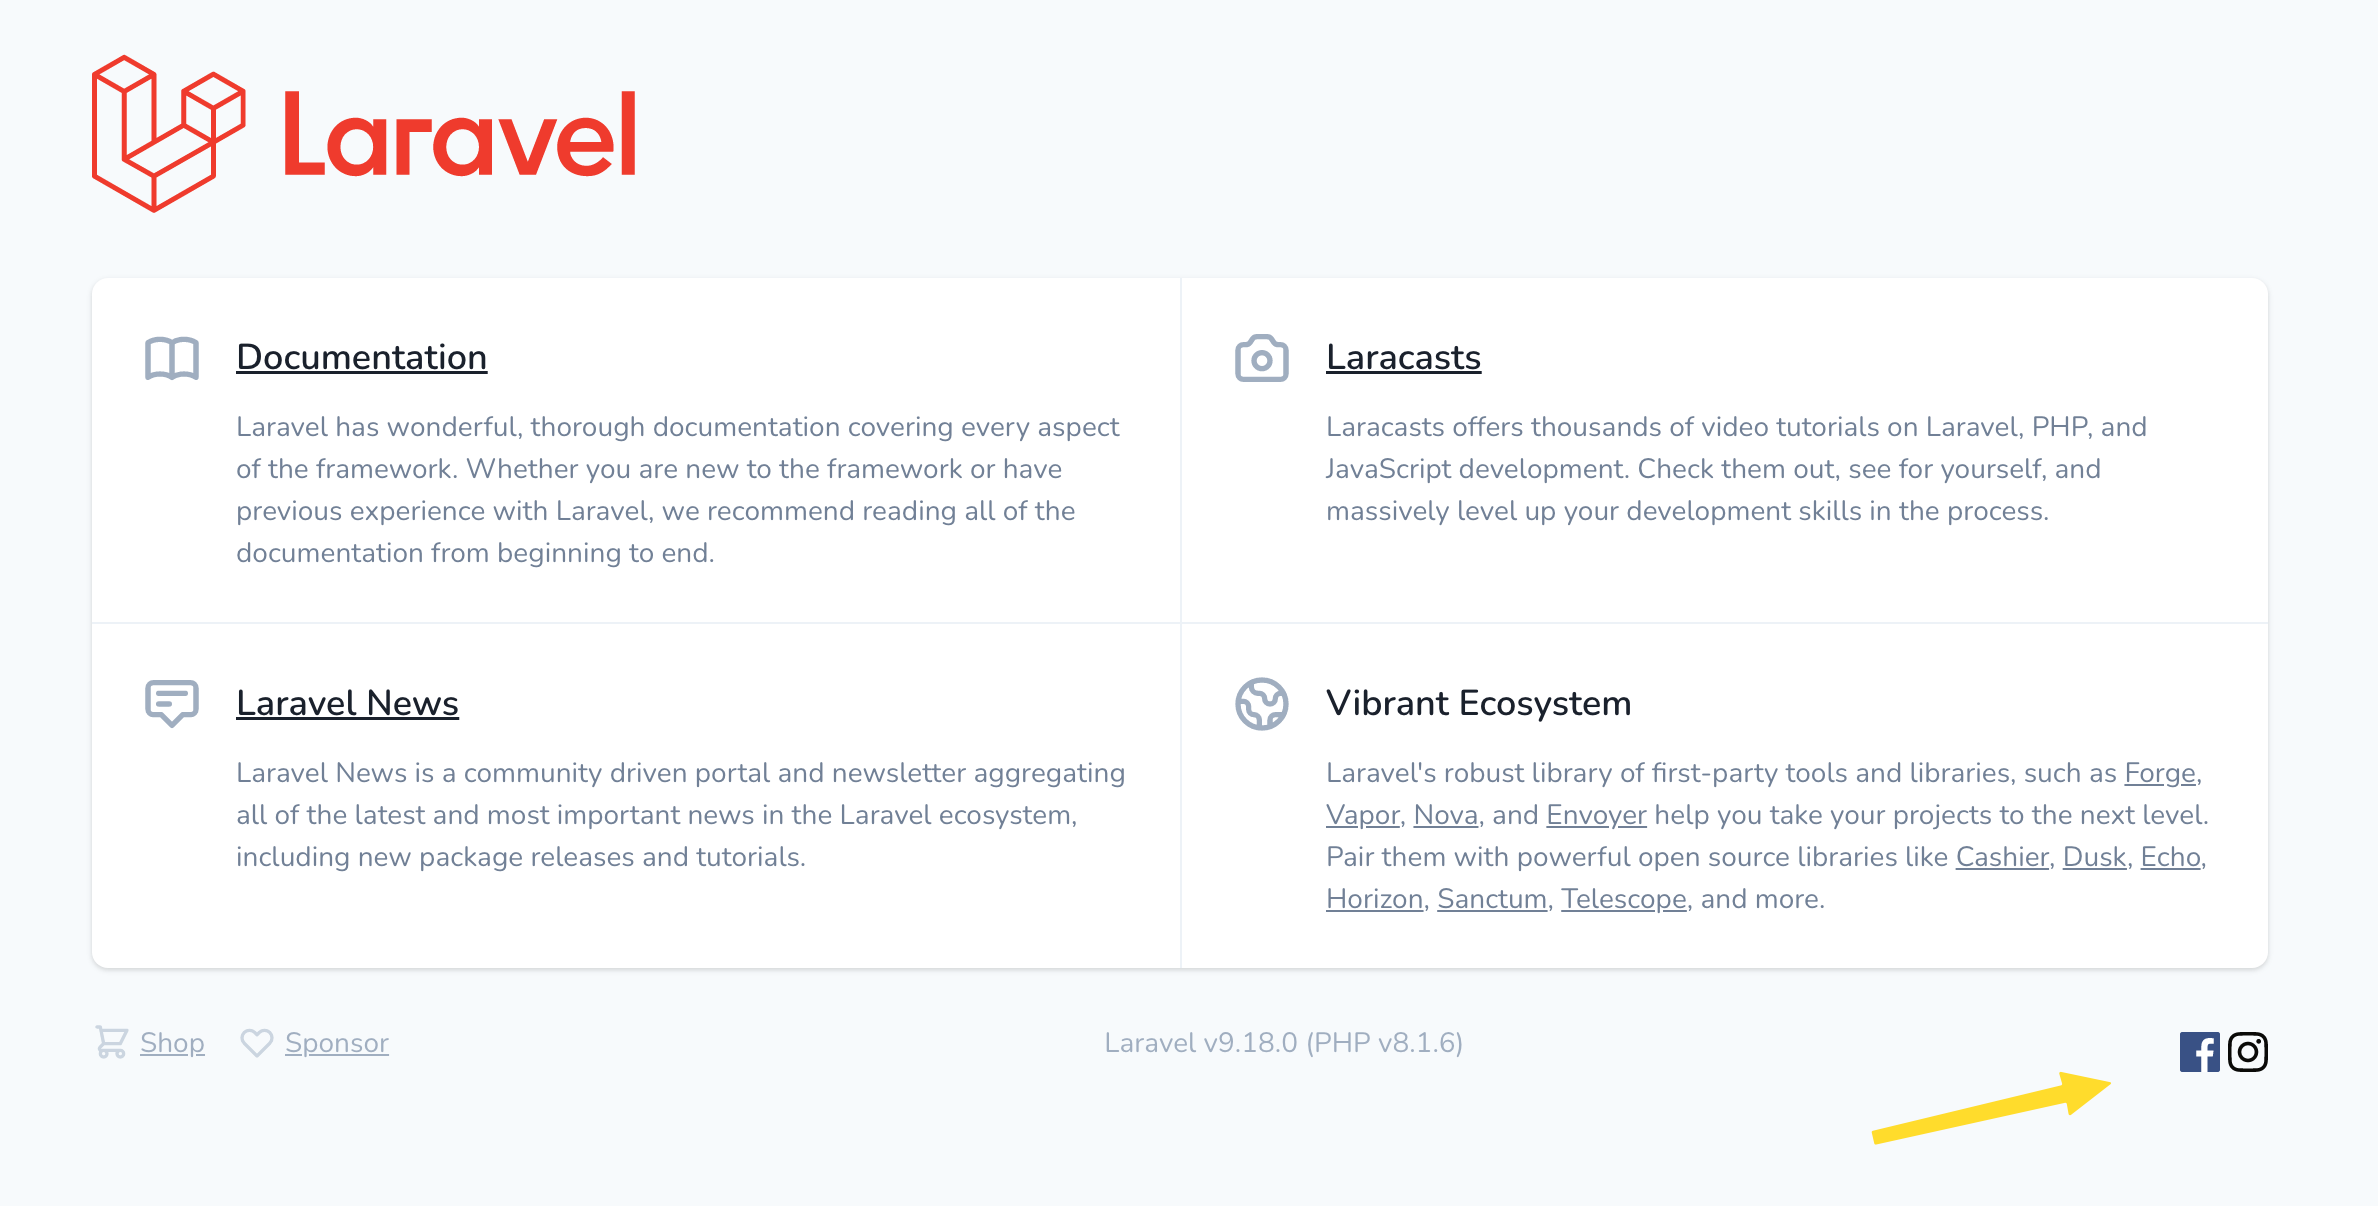 Laravel
Documentation
Laravel has wonderful, thorough documentation covering every aspect
of the framework. Whether you are new to the framework or have
previous experience with Laravel, we recommend reading all of the
documentation from beginning to end.
Laracasts
Laracasts offers thousands of video tutorials on Laravel, PHP, and
JavaScript development. Check them out, see for yourself, and
massively level up your development skills in the process.
Laravel News
Laravel News is a community driven portal and newsletter aggregating
all of the latest and most important news in the Laravel ecosystem,
including new package releases and tutorials.
Vibrant Ecosystem
Laravel's robust library of first-party tools and libraries, such as Forge,
Vapor, Nova, and Envoyer help you take your projects to the next level.
Pair them with powerful open source libraries like Cashier, Dusk, Echo,
Horizon, Sanctum, Telescope, and more.
Shop Sponsor Laravel v9.18.0 (PHP v8.1.6)